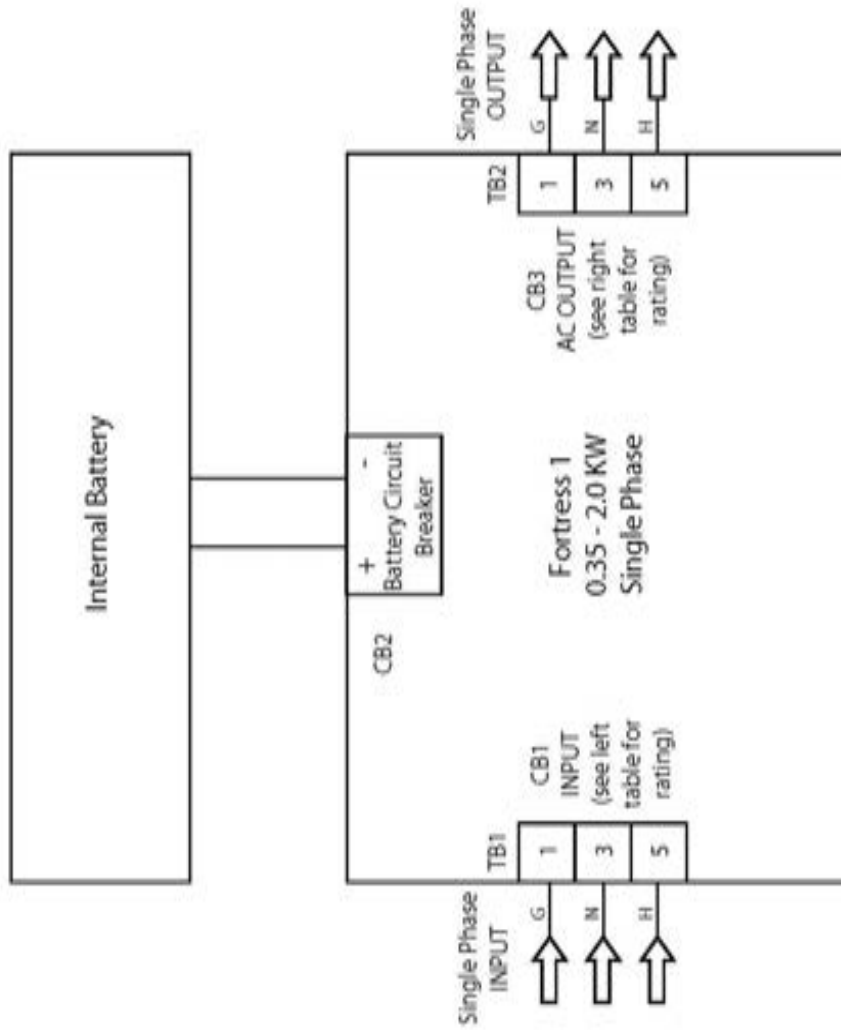 Internal Battery
+ -
Battery Circuit
Breaker
CB2
Single Phase
INPUT
G
N
H
TB1
1
3
5
CB1
INPUT
(see left
table for
rating)
Fortress 1
0.35 - 2.0 KW
Single Phase
CB3
AC OUTPUT
(see right
table for
rating)
TB2
1
3
5
G
N
H
Single Phase
OUTPUT